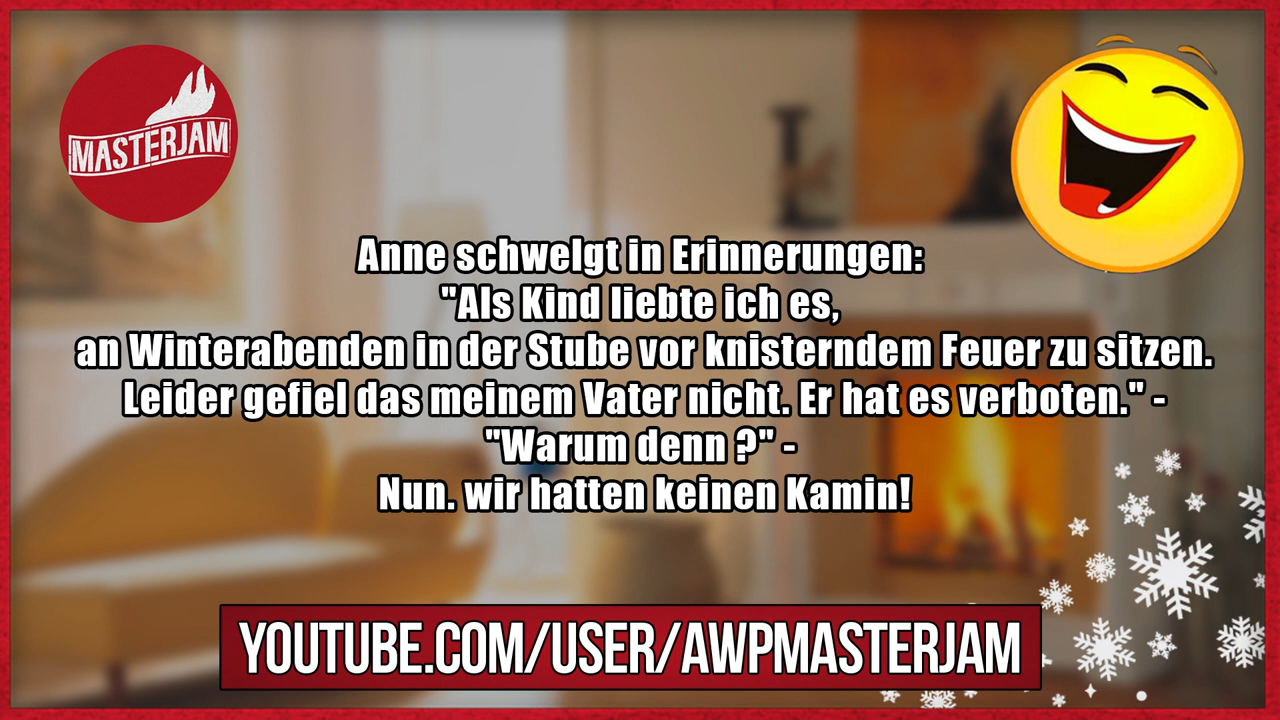 MASTERJAM
Anne schwelgt in Erinnerungen:
"Als Kind liebte ich es,
an Winterabenden in der Stube vor knisterndem Feuer zu sitzen.
Leider gefiel das meinem Vater nicht. Er hat es verboten." -
"Warum denn ?" -
Nun. wir hatten keinen Kamin!
YOUTUBE.COM/USER/AWPMASTERJAM